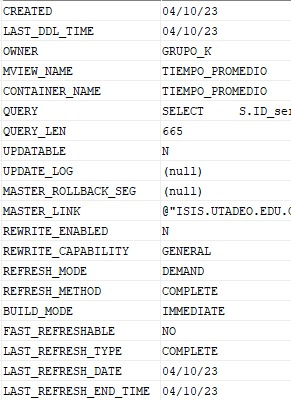 CREATED 04/10/23
LAST_DDL_TIME 04/10/23
OWNER GRUPO_K
MVIEW_NAME TIEMPO_PROMEDIO
CONTAINER_NAME TIEMPO_PROMEDIO
QUERY SELECT S.ID_ser
QUERY_LEN 665
UPDATABLE N
UPDATE_LOG (null)
MASTER_ROLLBACK_SEG (null)
MASTER_LINK @"ISIS.UTADEO.EDU.C
REWRITE_ENABLED N
REWRITE_CAPABILITY GENERAL
REFRESH_MODE DEMAND
REFRESH_METHOD COMPLETE
BUILD_MODE IMMEDIATE
FAST_REFRESHABLE NO
LAST_REFRESH_TYPE COMPLETE
LAST_REFRESH_DATE 04/10/23
LAST_REFRESH_END_TIME 04/10/23